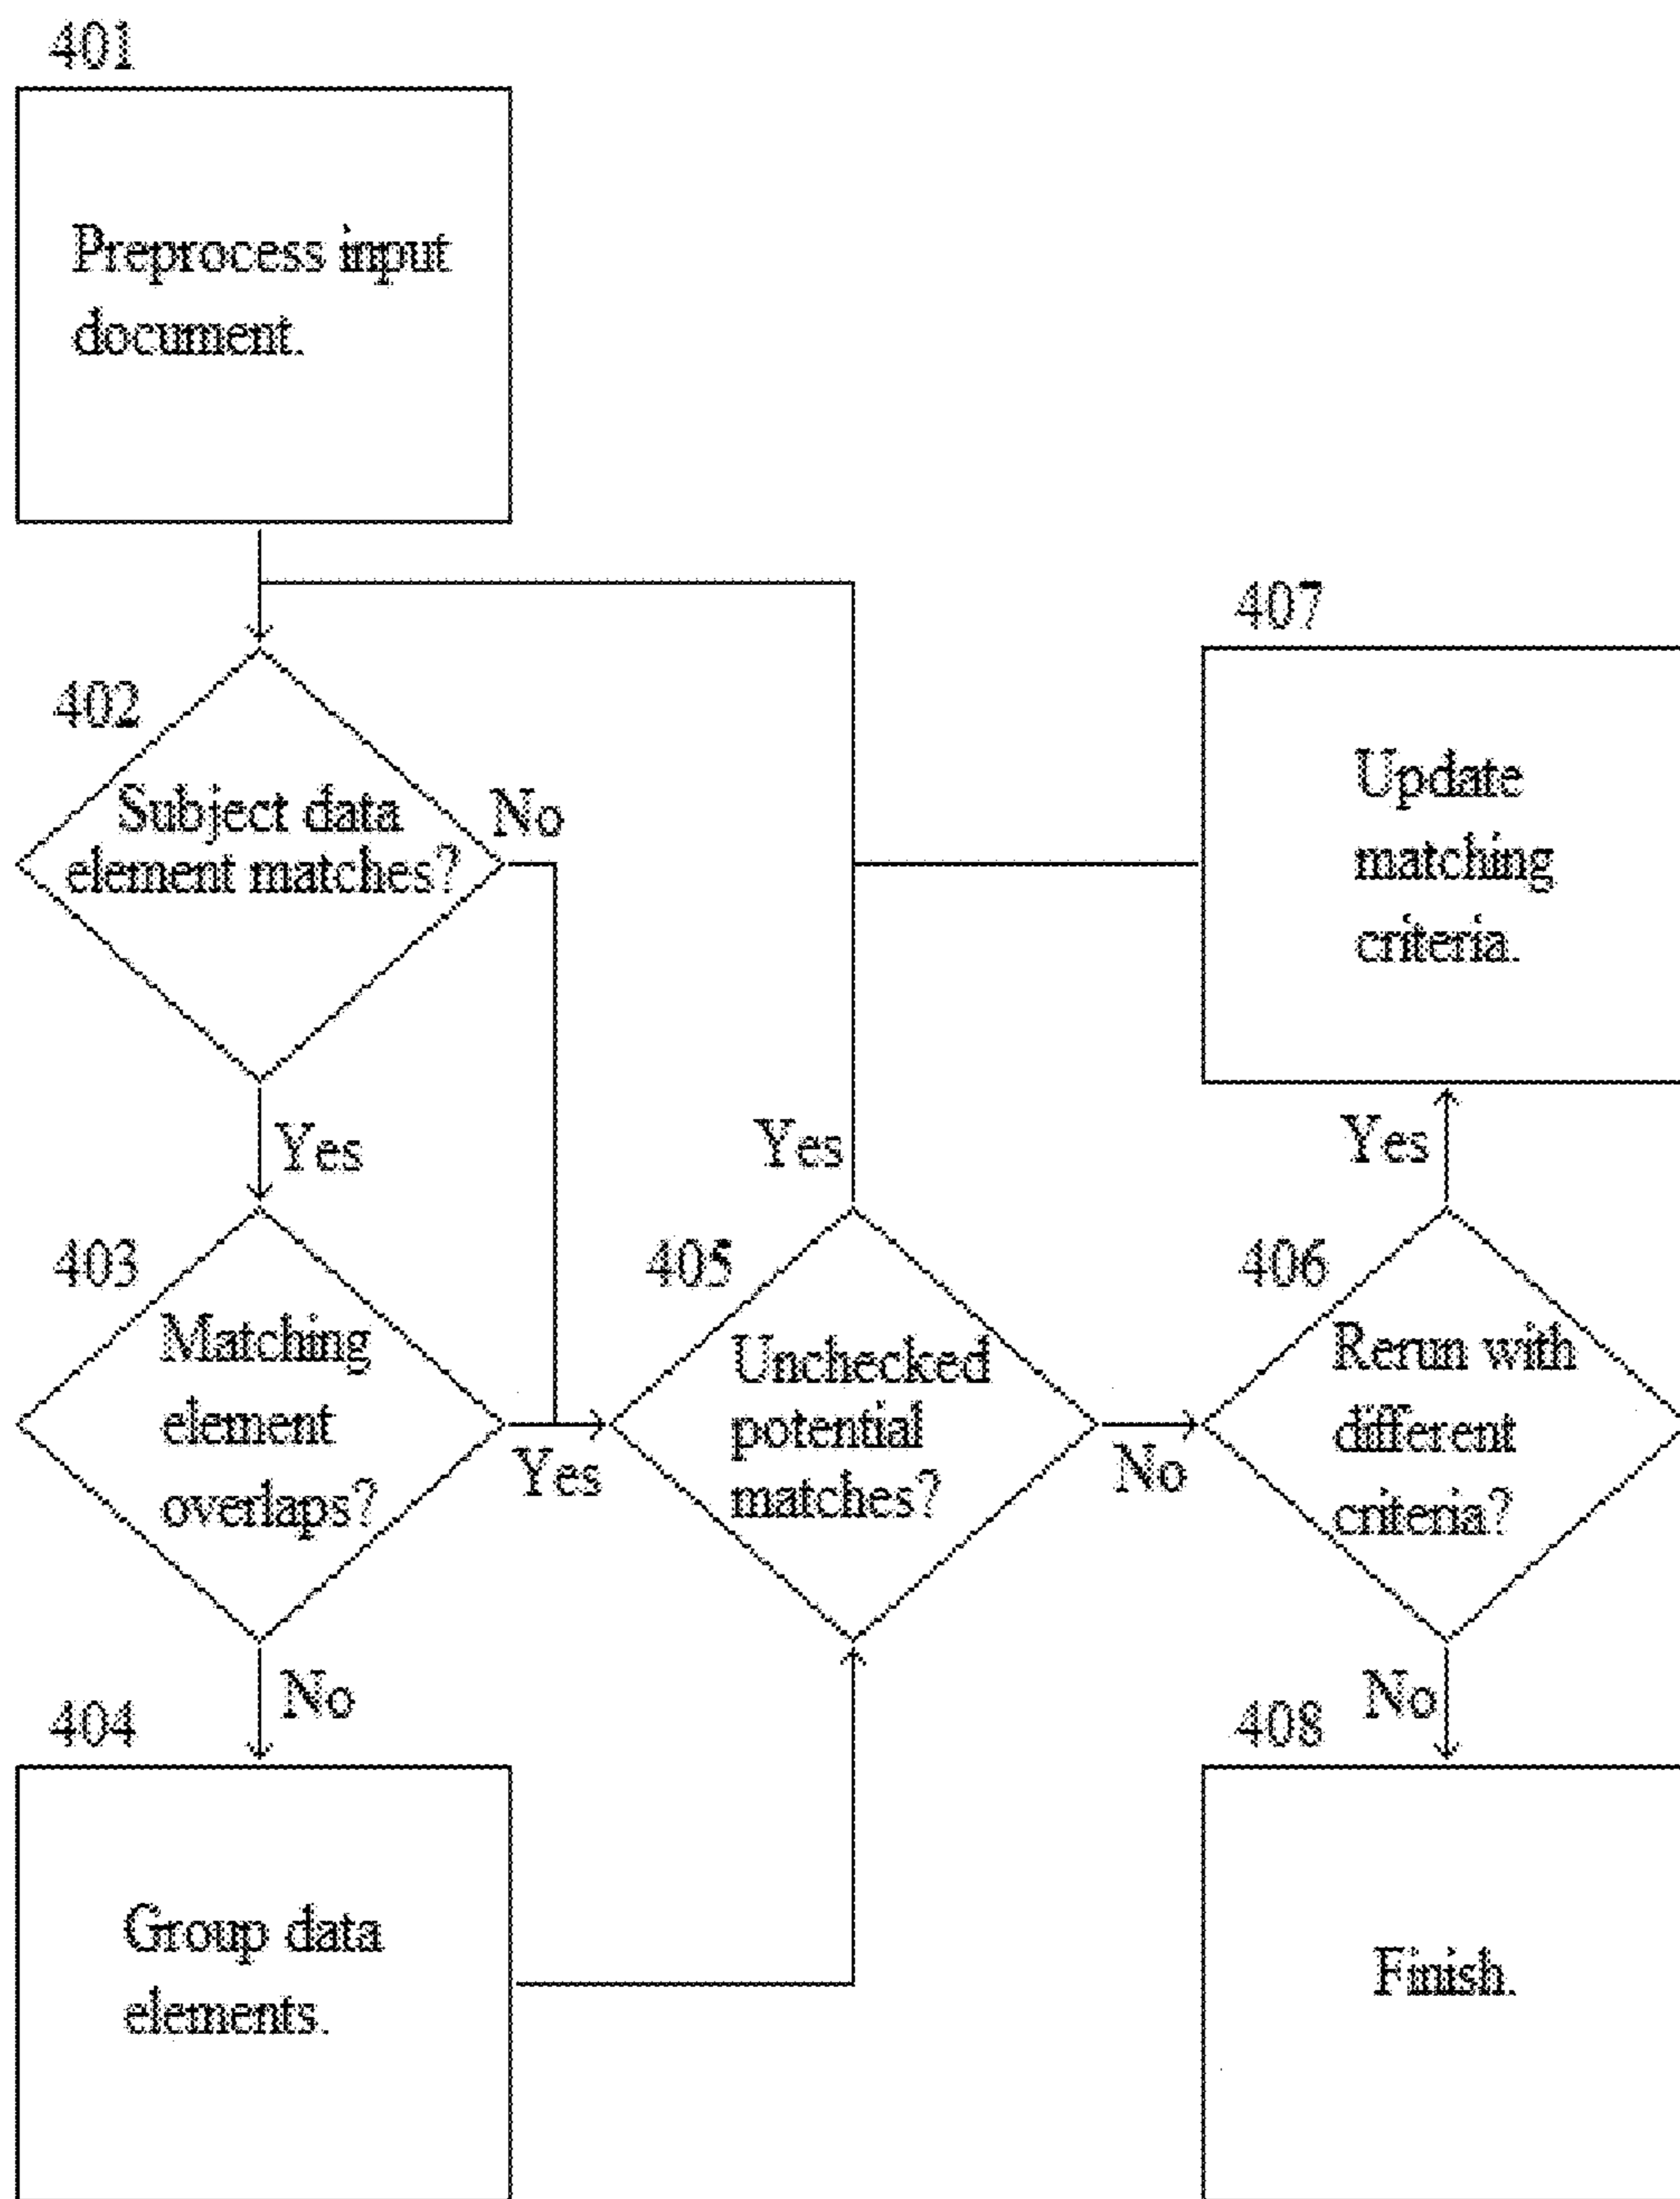 401
Preprocess input
document.
402
Subject data
element matches?
No
Yes
403
Matching
element
overlaps?
Yes
No
404
Group data
elements.
405
Unchecked
potential
matches?
Yes
No
406
Rerun with
different
criteria?
Yes
No
407
Update
matching
criteria.
408
Finish.